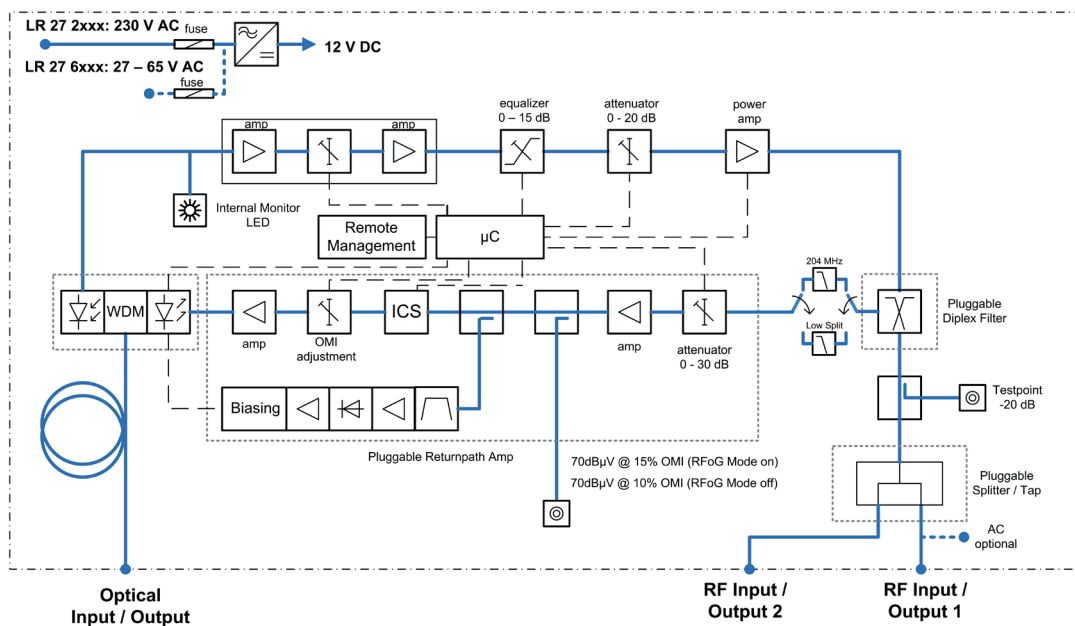 LR 27 2xxx: 230 V AC
fuse
12 V DC
LR 27 6xxx: 27 – 65 V AC
fuse
amp
amp
equalizer
0 – 15 dB
attenuator
0 - 20 dB
power
amp
Internal Monitor
LED
Remote
Management
µC
204 MHz
Low Split
Pluggable
Diplex Filter
WDM
amp
OMI
adjustment
ICS
amp
attenuator
0 - 30 dB
Biasing
Pluggable Returnpath Amp
Testpoint
-20 dB
70dBµV @ 15% OMI (RFoG Mode on)
70dBµV @ 10% OMI (RFoG Mode off)
Pluggable
Splitter / Tap
AC
optional
Optical
Input / Output
RF Input /
Output 2
RF Input /
Output 1